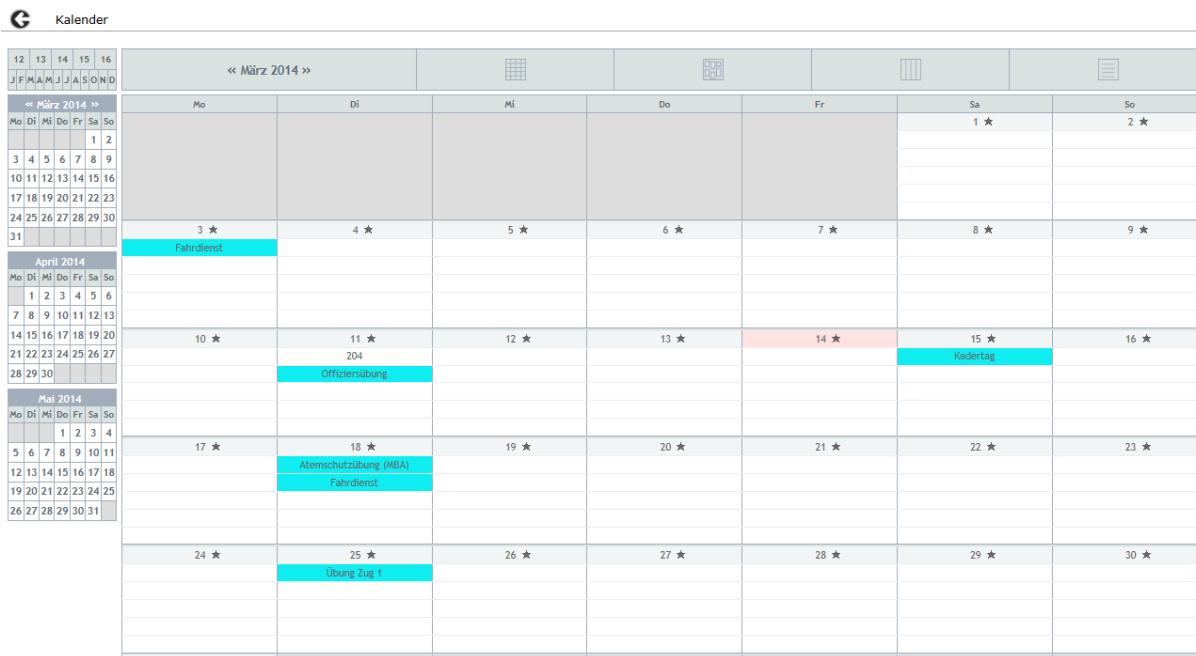 Kalender
12 13 14 15 16
J F M A M J J A S O N D
« März 2014 »
Mo Di Mi Do Fr Sa So
1 2
3 4 5 6 7 8 9
10 11 12 13 14 15 16
17 18 19 20 21 22 23
24 25 26 27 28 29 30
31
April 2014
Mo Di Mi Do Fr Sa So
1 2 3 4 5 6
7 8 9 10 11 12 13
14 15 16 17 18 19 20
21 22 23 24 25 26 27
28 29 30
Mai 2014
Mo Di Mi Do Fr Sa So
1 2 3 4
5 6 7 8 9 10 11
12 13 14 15 16 17 18
19 20 21 22 23 24 25
26 27 28 29 30 31
« März 2014 »
Mo Di Mi Do Fr Sa So
1 ★ 2 ★
3 ★ 4 ★ 5 ★ 6 ★ 7 ★ 8 ★ 9 ★
Fahrdienst
10 ★ 11 ★ 12 ★ 13 ★ 14 ★ 15 ★ 16 ★
204 Kadertag
Offiziersübung
17 ★ 18 ★ 19 ★ 20 ★ 21 ★ 22 ★ 23 ★
Atemschutzübung (MBA)
Fahrdienst
24 ★ 25 ★ 26 ★ 27 ★ 28 ★ 29 ★ 30 ★
Übung Zug 1